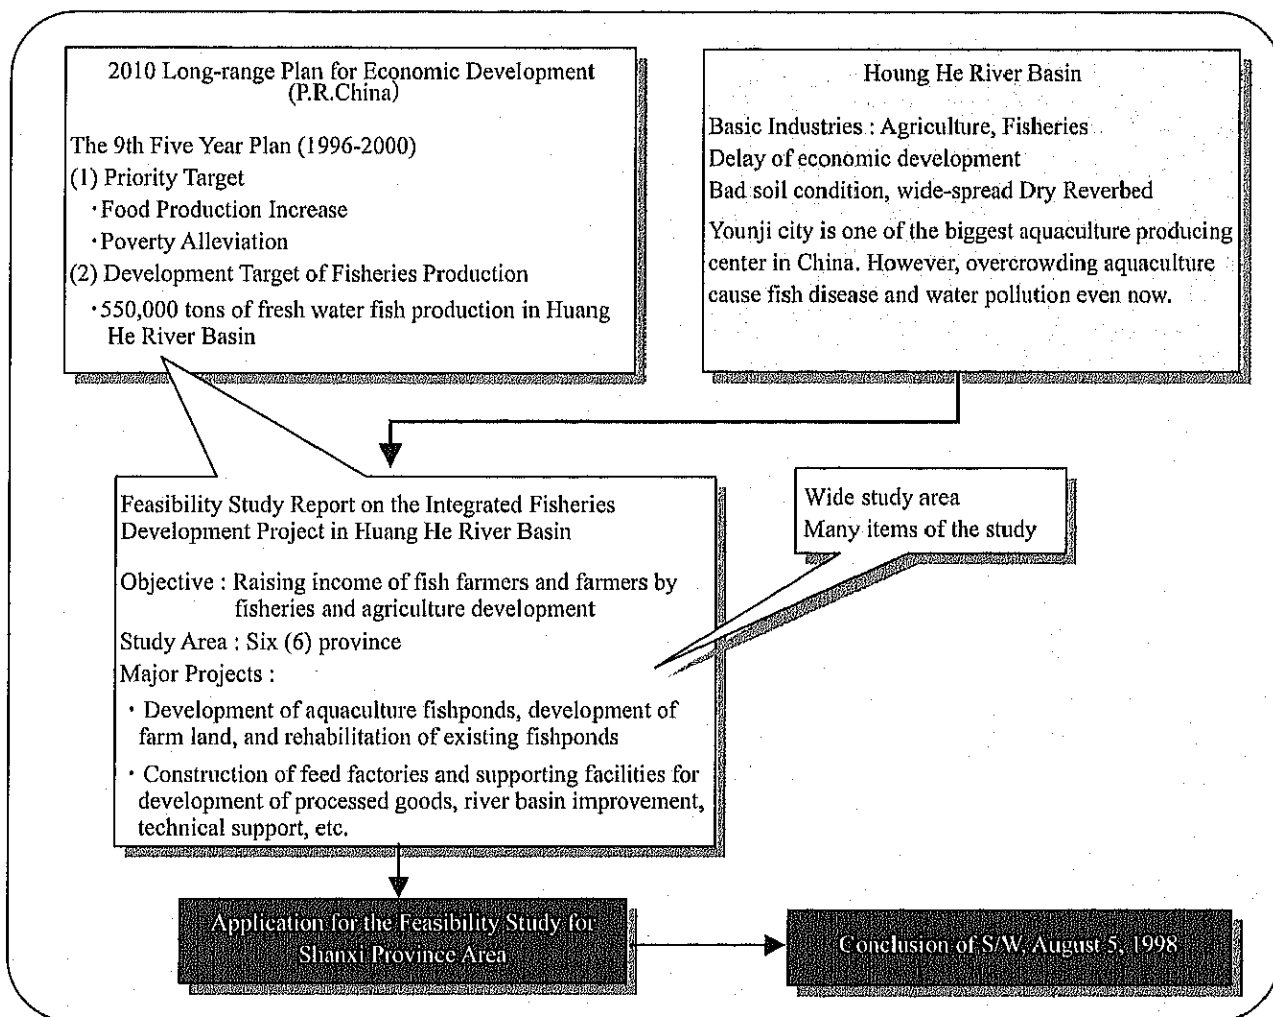 2010 Long-range Plan for Economic Development
(P.R.China)
The 9th Five Year Plan (1996-2000)
(1) Priority Target
・Food Production Increase
・Poverty Alleviation
(2) Development Target of Fisheries Production
・550,000 tons of fresh water fish production in Huang
He River Basin
Houng He River Basin
Basic Industries : Agriculture, Fisheries
Delay of economic development
Bad soil condition, wide-spread Dry Reverbed
Younji city is one of the biggest aquaculture producing
center in China. However, overcrowding aquaculture
cause fish disease and water pollution even now.
Feasibility Study Report on the Integrated Fisheries
Development Project in Huang He River Basin
Objective : Raising income of fish farmers and farmers by
fisheries and agriculture development
Study Area : Six (6) province
Major Projects :
・Development of aquaculture fishponds, development of
farm land, and rehabilitation of existing fishponds
・Construction of feed factories and supporting facilities for
development of processed goods, river basin improvement,
technical support, etc.
Wide study area
Many items of the study
Application for the Feasibility Study for
Shanxi Province Area
Conclusion of S/W, August 5, 1998